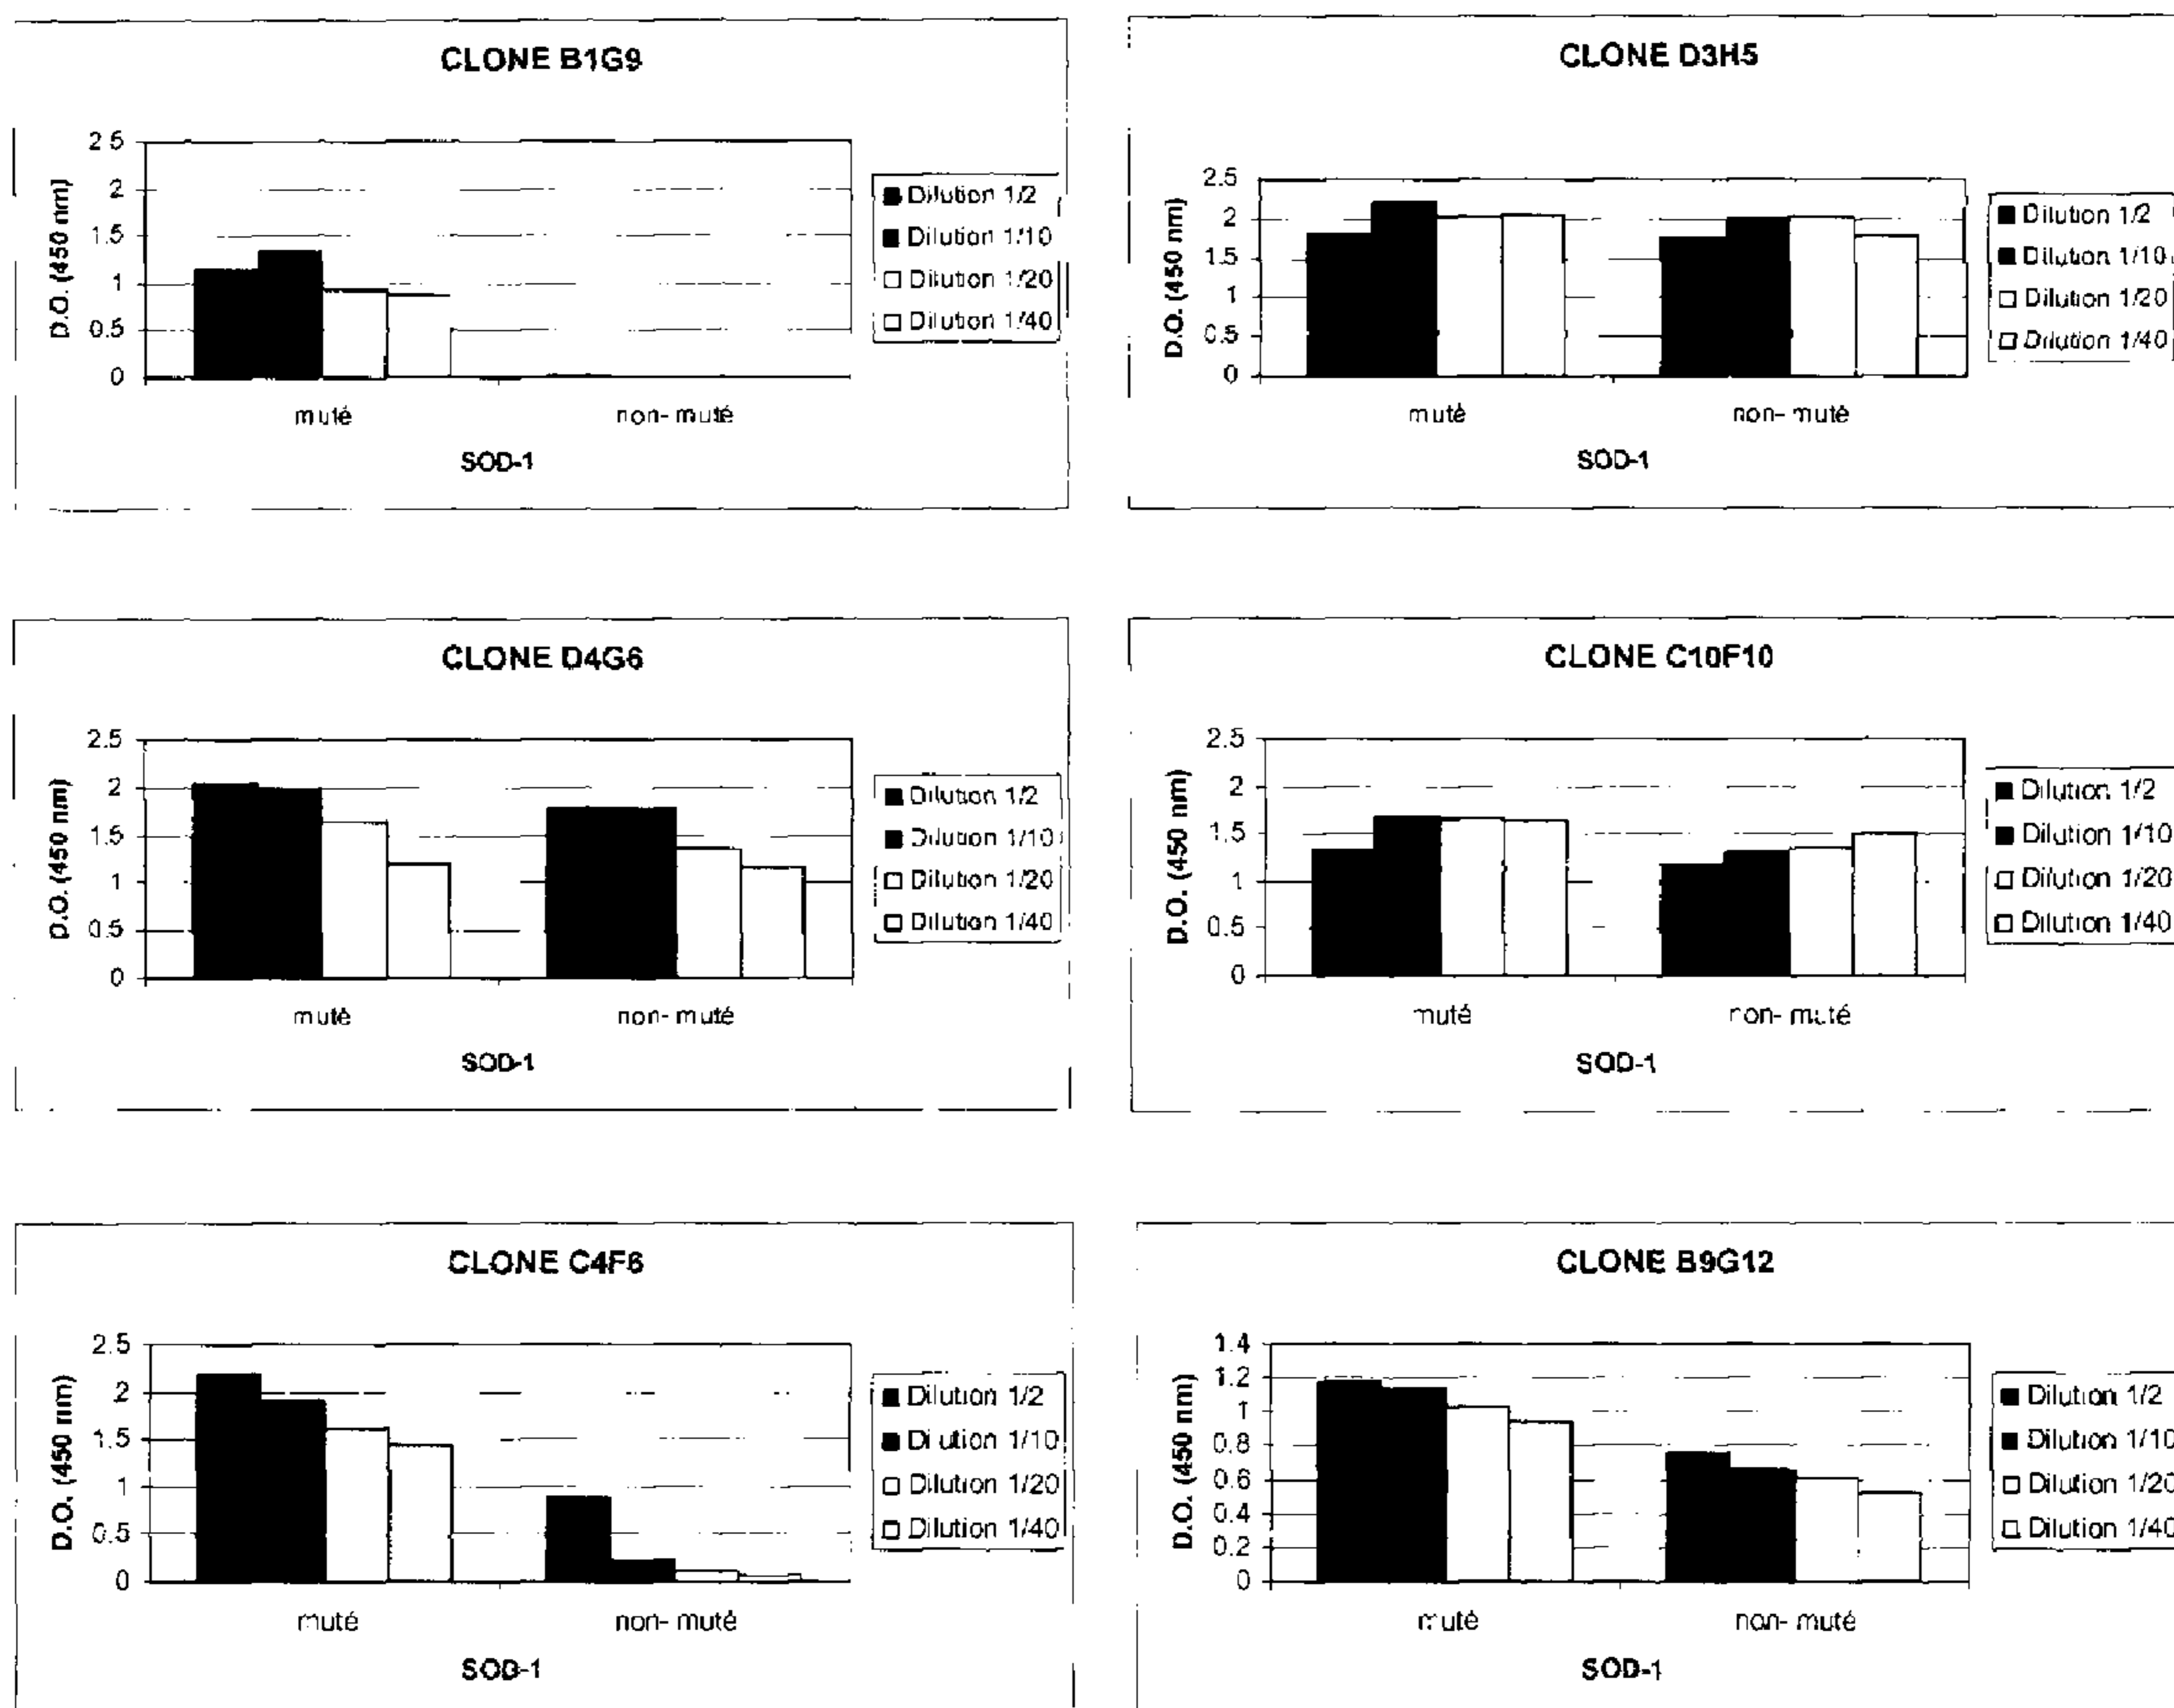 CLONE B1G9
2.5
2
1.5
1
0.5
0
D.O. (450 nm)
muté
non- muté
SOD-1
Dilution 1/2
Dilution 1/10
Dilution 1/20
Dilution 1/40
CLONE D3H5
2.5
2
1.5
1
0.5
0
D.O. (450 nm)
muté
non- muté
SOD-1
Dilution 1/2
Dilution 1/10
Dilution 1/20
Dilution 1/40
CLONE D4G6
2.5
2
1.5
1
0.5
0
D.O. (450 nm)
muté
non- muté
SOD-1
Dilution 1/2
Dilution 1/10
Dilution 1/20
Dilution 1/40
CLONE C10F10
2.5
2
1.5
1
0.5
0
D.O. (450 nm)
muté
non- muté
SOD-1
Dilution 1/2
Dilution 1/10
Dilution 1/20
Dilution 1/40
CLONE C4F6
2.5
2
1.5
1
0.5
0
D.O. (450 nm)
muté
non- muté
SOD-1
Dilution 1/2
Dilution 1/10
Dilution 1/20
Dilution 1/40
CLONE B9G12
1.4
1.2
1
0.8
0.6
0.4
0.2
0
D.O. (450 nm)
muté
non- muté
SOD-1
Dilution 1/2
Dilution 1/10
Dilution 1/20
Dilution 1/40